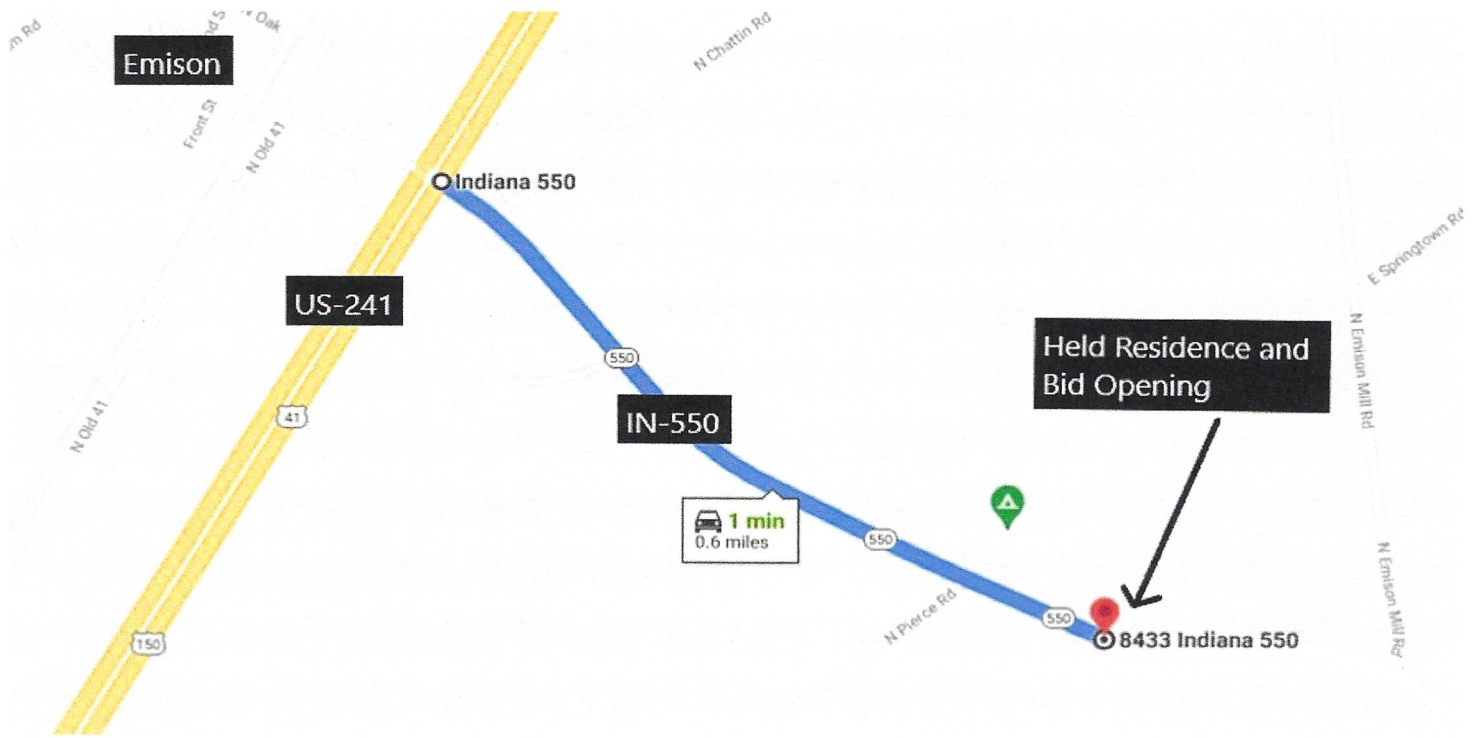 N Oak
Emison
N Chattin Rd
Front St
N Old 41
Indiana 550
E Springtown Rd
US-241
Held Residence and
Bid Opening
N Emison Mill Rd
550
N Old 41
41
IN-550
1 min
0.6 miles
550
N Pierce Rd
550
N Emison Mill Rd
150
8433 Indiana 550